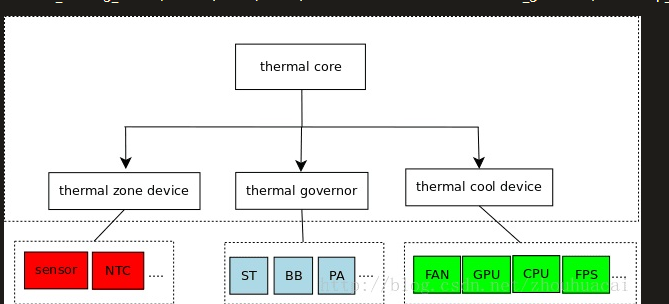 thermal core
thermal zone device
thermal governor
thermal cool device
sensor
NTC
....
ST
BB
PA
....
FAN
GPU
CPU
FPS
....
http://blog.csdn.net/zhouhuacai